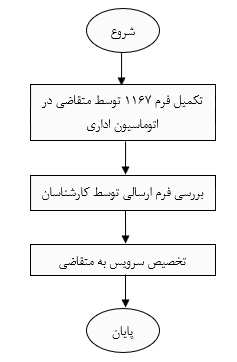 شروع
تکمیل فرم ۱۱۶۷ توسط متقاضی در
اتوماسیون اداری
بررسی فرم ارسالی توسط کارشناسان
تخصیص سرویس به متقاضی
پایان